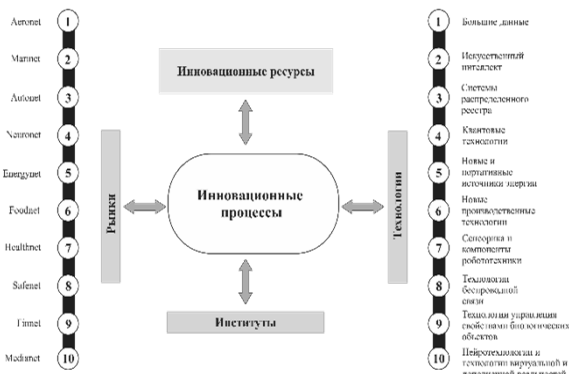 Aeronet
1
Marinet
2
Autonet
3
Neuronet
4
Energynet
5
Foodnet
6
Healthnet
7
Safenet
8
Finnet
9
Medianet
10
Инновационные ресурсы
Рынки
Инновационные
процессы
Технологии
Институты
1
Большие данные
2
Искусственный
интеллект
3
Системы
распределенного
реестра
4
Квантовые
технологии
5
Новые и
портативные
источники энергии
6
Новые
производственные
технологии
7
Сенсорика и
компоненты
робототехники
8
Технологии
беспроводной
связи
9
Технологии управления
свойствами биологических
объектов
10
Нейротехнологии и
технологии виртуальной и
дополненной реальностей